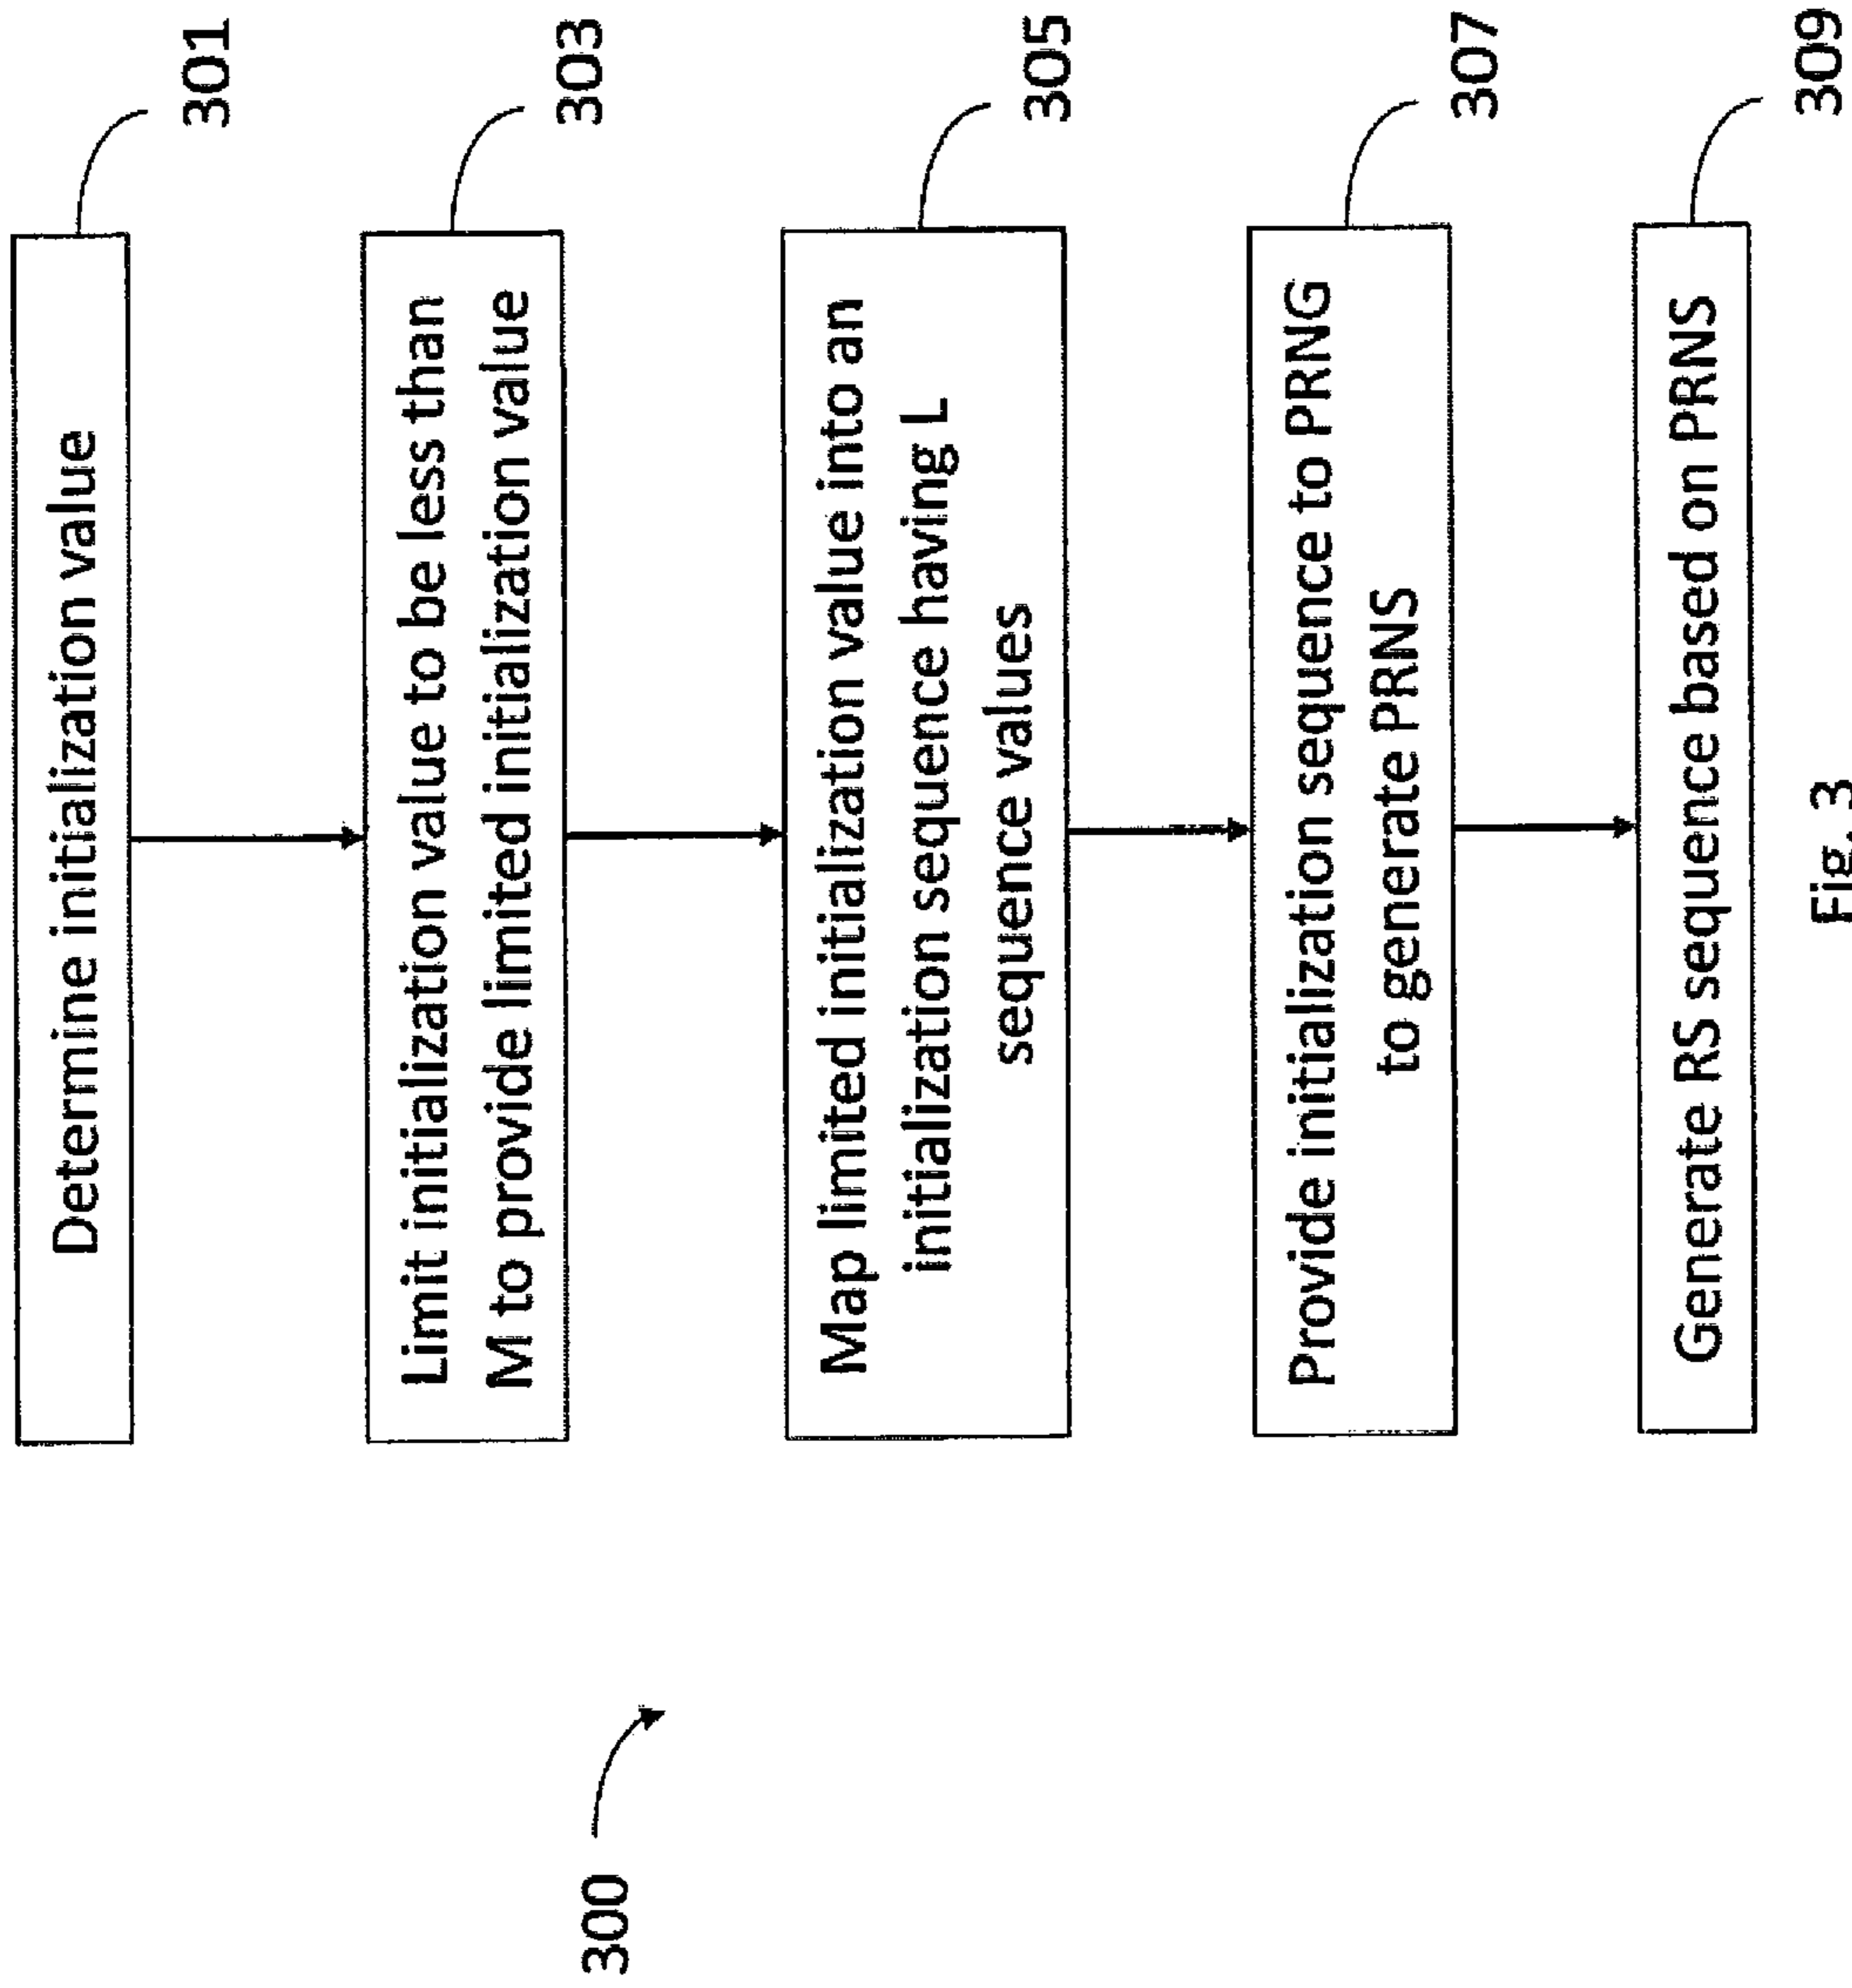 300
Determine initialization value
301
Limit initialization value to be less than
M to provide limited initialization value
303
Map limited initialization value into an
initialization sequence having L
sequence values
305
Provide initialization sequence to PRNG
to generate PRNS
307
Generate RS sequence based on PRNS
309
Fig. 3